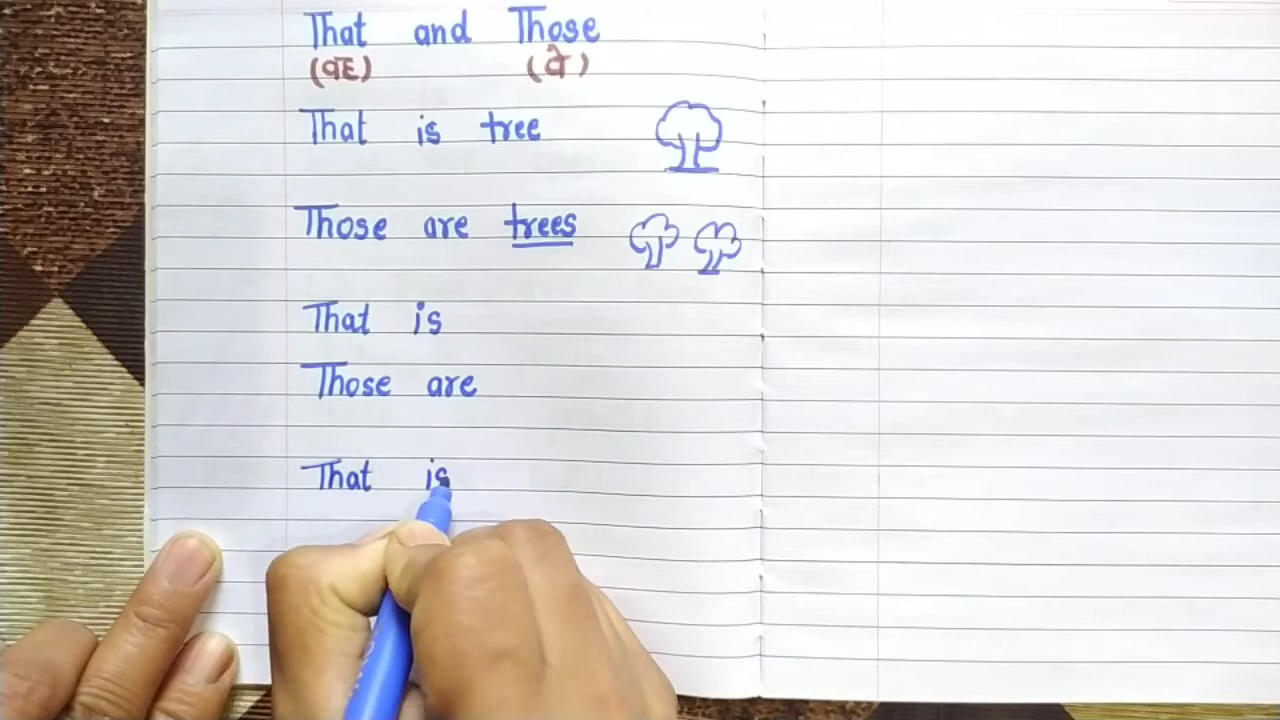 That and Those
(वह) (वे)
That is tree
Those are trees
That is
Those are
That is